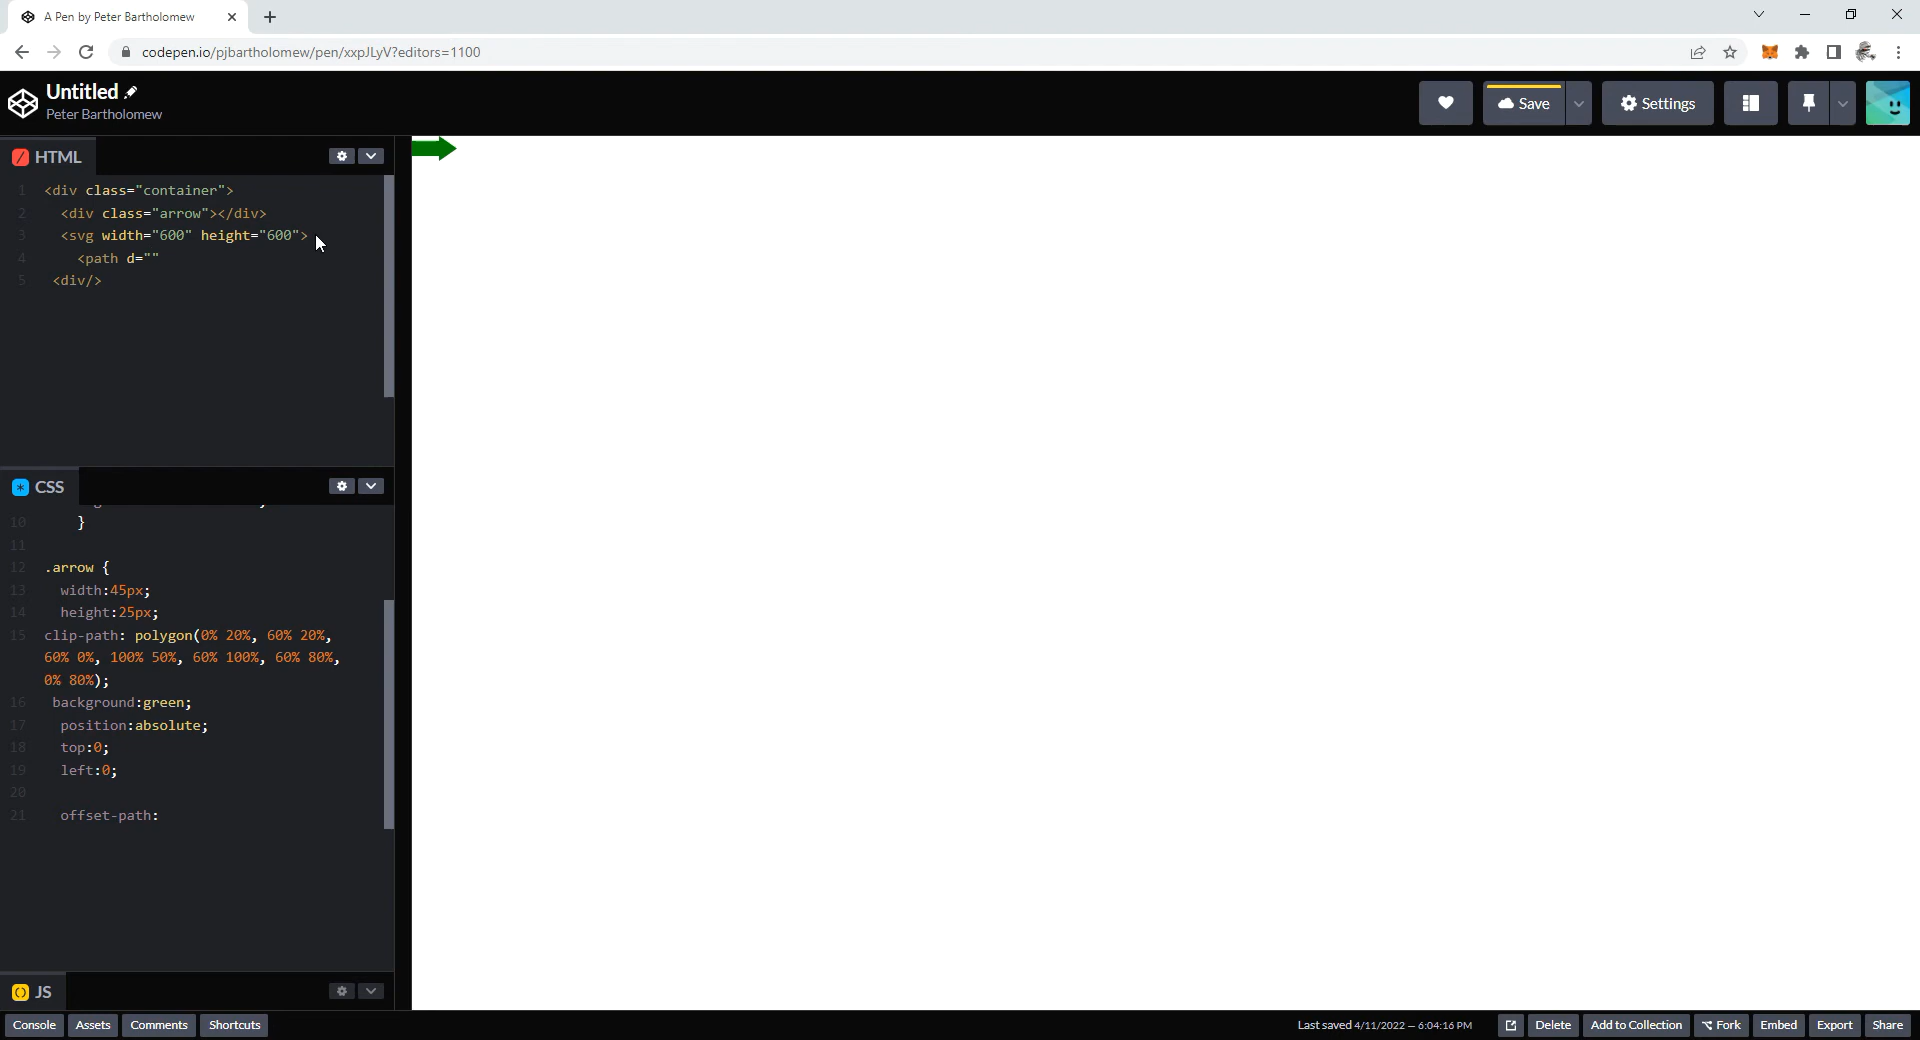 A Pen by Peter Bartholomew
codepen.io/pjbartholomew/pen/xxpJLyV?editors=1100
Untitled
Peter Bartholomew
Save
Settings
HTML
1 <div class="container">
2 <div class="arrow"></div>
3 <svg width="600" height="600">
4 <path d=""
5 <div/>
CSS
10 }
11
12 .arrow {
13 width:45px;
14 height:25px;
15 clip-path: polygon(0% 20%, 60% 20%,
60% 0%, 100% 50%, 60% 100%, 60% 80%,
0% 80%);
16 background:green;
17 position:absolute;
18 top:0;
19 left:0;
20
21 offset-path:
JS
Console Assets Comments Shortcuts
Last saved 4/11/2022 — 6:04:16 PM
Delete Add to Collection Fork Embed Export Share